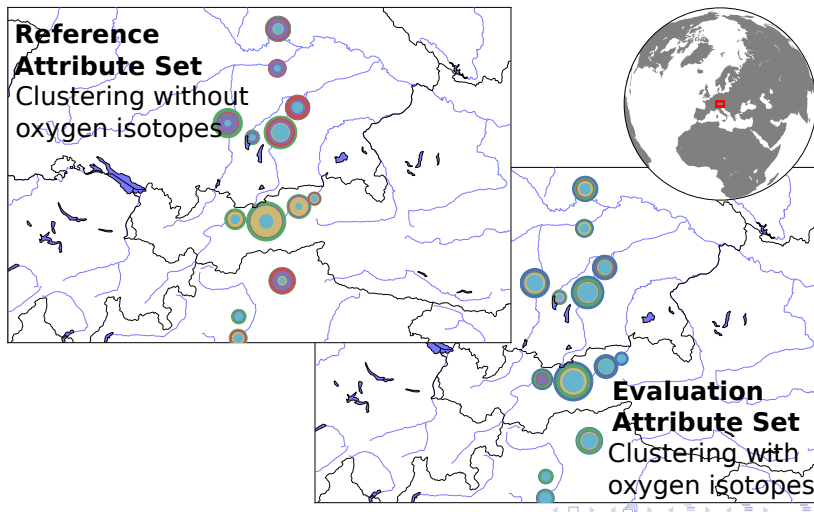 Reference
Attribute Set
Clustering without
oxygen isotopes
Evaluation
Attribute Set
Clustering with
oxygen isotopes